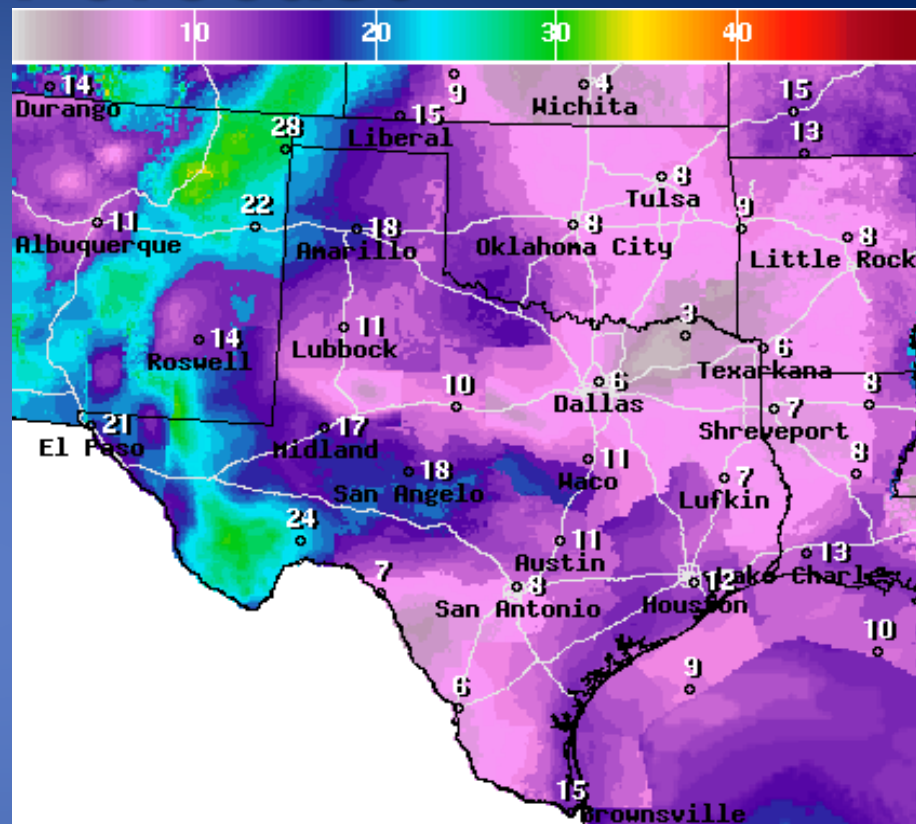 10 20 30 40
14 9 4 15
Durango Wichita
28 15 13
Liberal
8
Tulsa
11 22 18 8 9 8
Albuquerque Amarillo Oklahoma City Little Rock
14 11 3 6
Roswell Lubbock Texarkana
10 6 7 8
Dallas
Shreveport
21 17
El Paso Midland
18 11 7 8
San Angelo Waco Lufkin
24 11 13
Austin
7 8 12 Lake Charles
San Antonio Houston
10
9
6
15
Brownsville